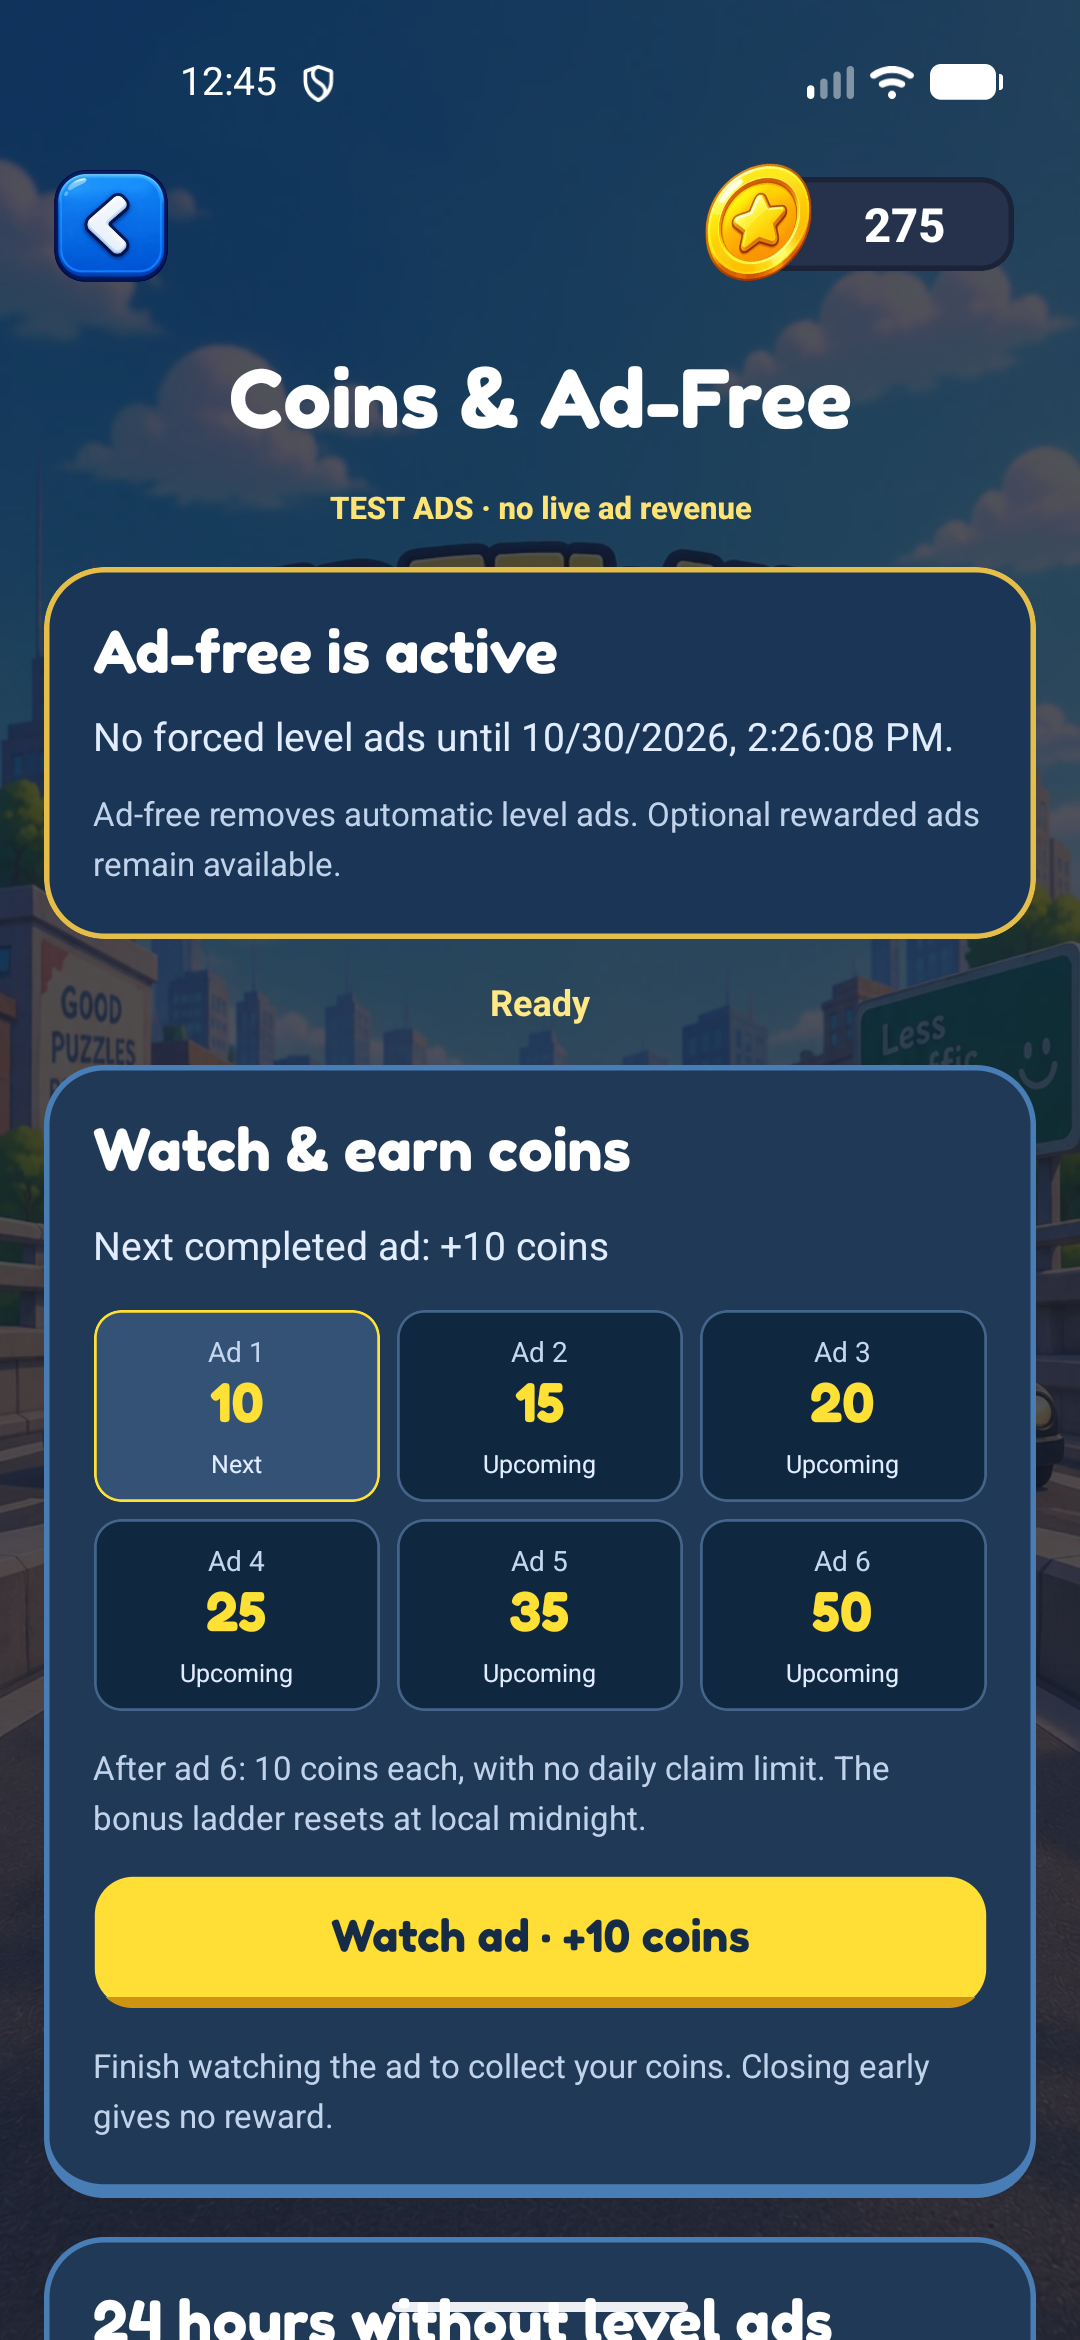 12:45
275
Coins & Ad-Free
TEST ADS · no live ad revenue
Ad-free is active
No forced level ads until 10/30/2026, 2:26:08 PM.
Ad-free removes automatic level ads. Optional rewarded ads
remain available.
GOOD
PUZZLES
Less
Ready
Watch & earn coins
Next completed ad: +10 coins
Ad 1
10
Next
Ad 2
15
Upcoming
Ad 3
20
Upcoming
Ad 4
25
Upcoming
Ad 5
35
Upcoming
Ad 6
50
Upcoming
After ad 6: 10 coins each, with no daily claim limit. The
bonus ladder resets at local midnight.
Watch ad · +10 coins
Finish watching the ad to collect your coins. Closing early
gives no reward.
24 hours without level ads